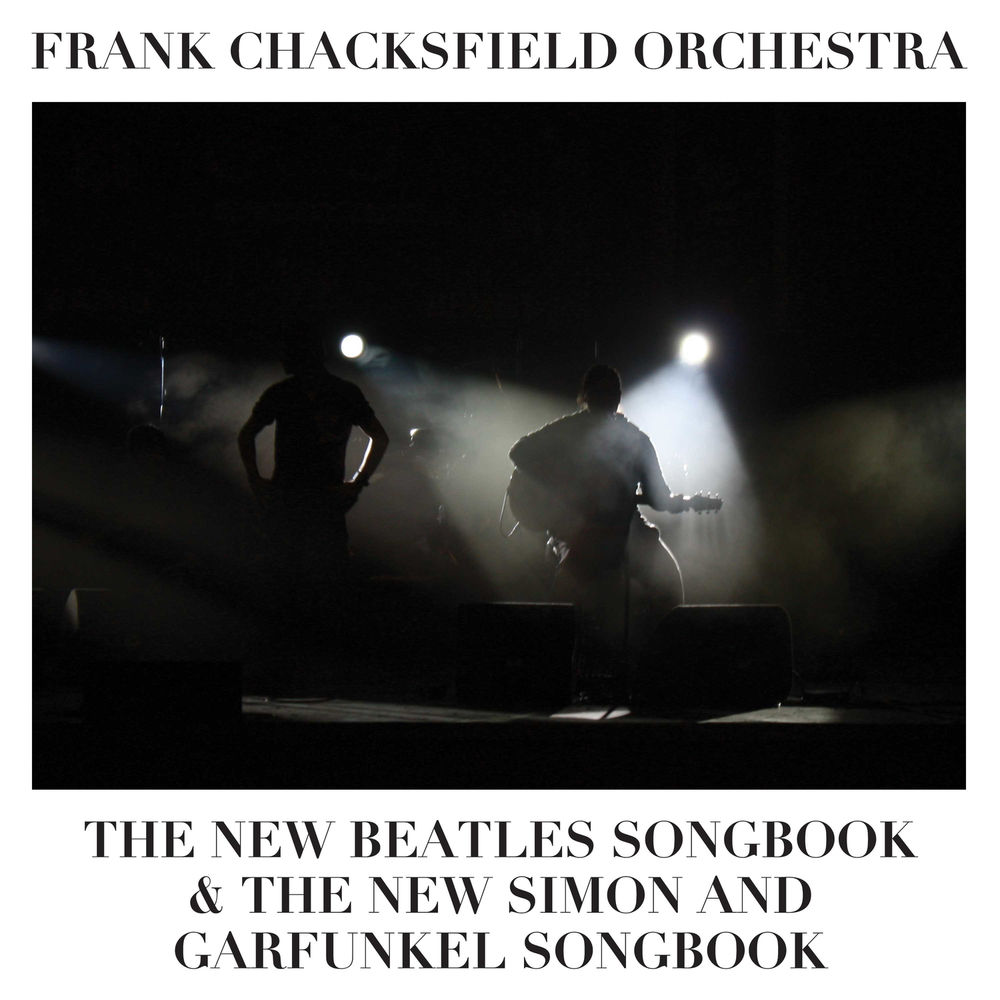 FRANK CHACKSFIELD ORCHESTRA
THE NEW BEATLES SONGBOOK
& THE NEW SIMON AND
GARFUNKEL SONGBOOK